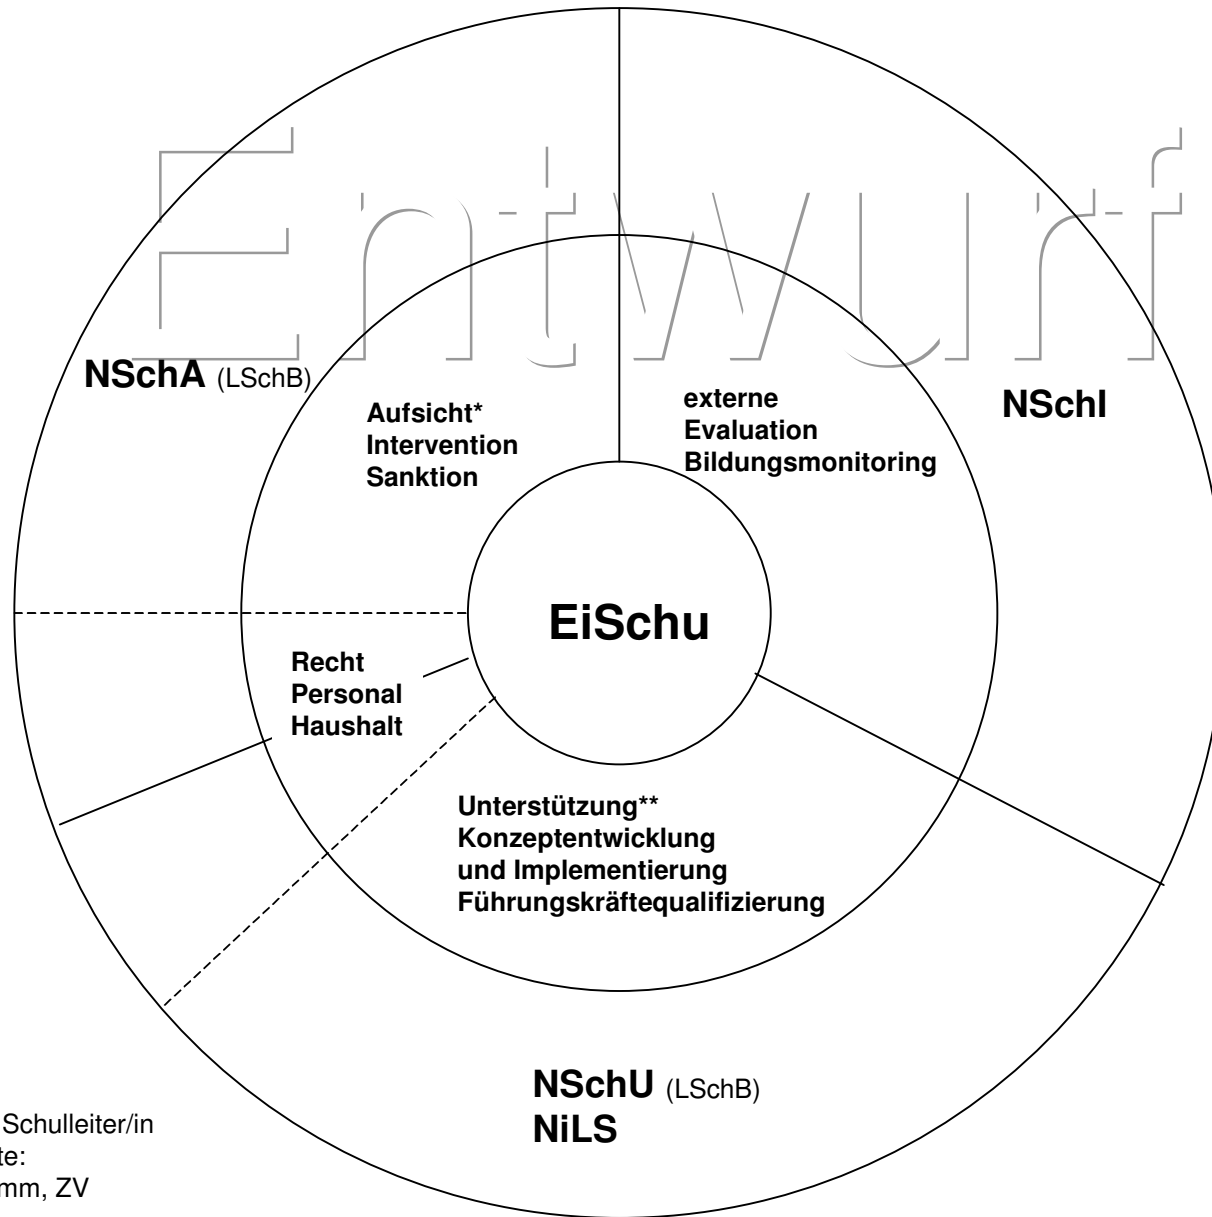 Entwurf
NSchA (LSchB)
Aufsicht*
Intervention
Sanktion
externe
Evaluation
Bildungsmonitoring
NSchI
EiSchu
Recht
Personal
Haushalt
Unterstützung**
Konzeptentwicklung
und Implementierung
Führungskräftequalifizierung
NSchU (LSchB)
NiLS
Schulleiter/in
te:
mm, ZV